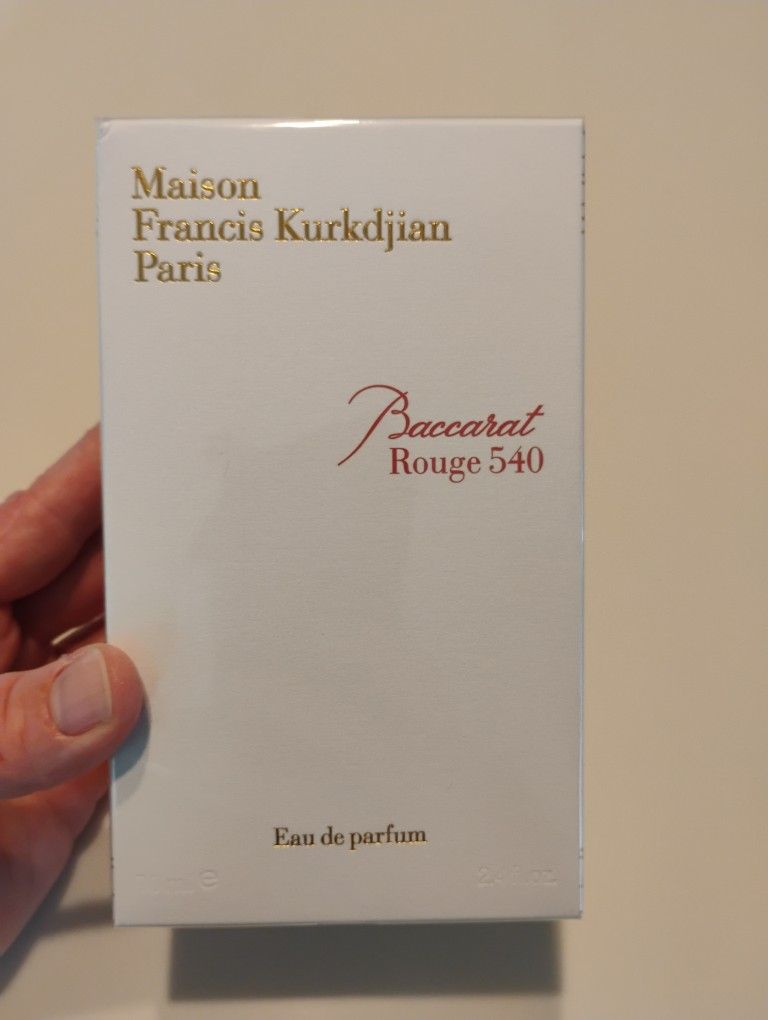 Maison
Francis Kurkdjian
Paris
Baccarat
Rouge 540
Eau de parfum